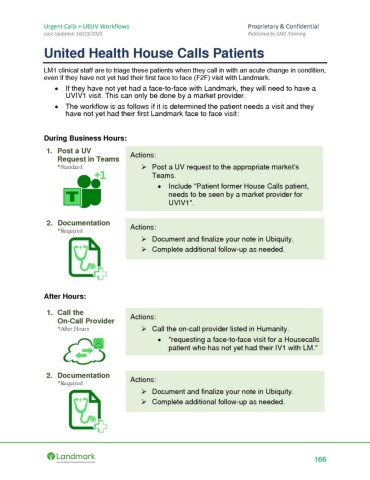 Urgent Calls + UEUV Workflows
Proprietary & Confidential
Last Updated: 10/13/2020
Published by LM1 Training
United Health House Calls Patients
LM1 clinical staff are to triage these patients when they call in with an acute change in condition,
even if they have not yet had their first face to face (F2F) visit with Landmark.
• If they have not yet had a face-to-face with Landmark, they will need to have a
UVIV1 visit. This can only be done by a market provider.
• The workflow is as follows if it is determined the patient needs a visit and they
have not yet had their first Landmark face to face visit:
During Business Hours:
1. Post a UV
Request in Teams
*Standard
+1
T
Actions:
➢ Post a UV request to the appropriate market's
Teams.
• Include "Patient former House Calls patient,
needs to be seen by a market provider for
UVIV1".
2. Documentation
*Required
Actions:
➢ Document and finalize your note in Ubiquity.
➢ Complete additional follow-up as needed.
After Hours:
1. Call the
On-Call Provider
*After Hours
Actions:
➢ Call the on-call provider listed in Humanity.
• "requesting a face-to-face visit for a Housecalls
patient who has not yet had their IV1 with LM."
2. Documentation
*Required
Actions:
➢ Document and finalize your note in Ubiquity.
➢ Complete additional follow-up as needed.
Landmark
166